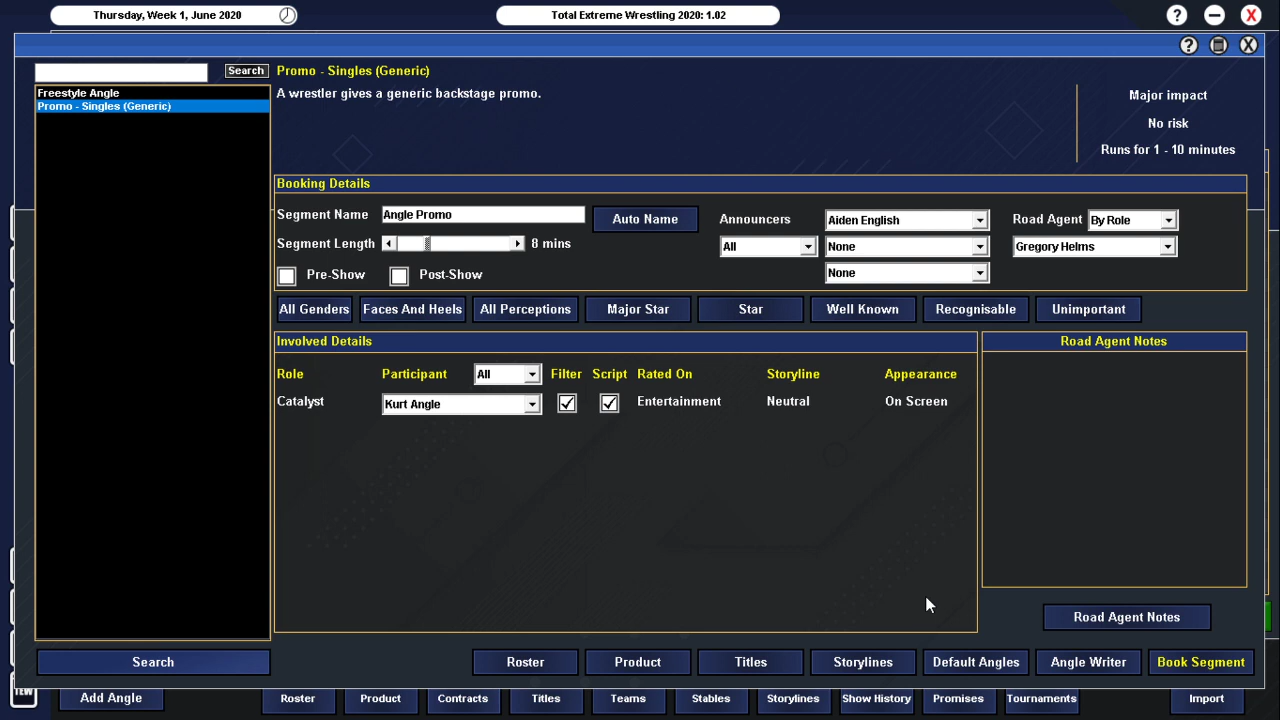 Thursday, Week 1, June 2020
Total Extreme Wrestling 2020: 1.02
?
X
?
X
Search
Promo - Singles (Generic)
Freestyle Angle
Promo - Singles (Generic)
A wrestler gives a generic backstage promo.
Major impact
No risk
Runs for 1 - 10 minutes
Booking Details
Segment Name
Angle Promo
Auto Name
Announcers
Aiden English
Road Agent
By Role
Segment Length
8 mins
All
None
Gregory Helms
Pre-Show
Post-Show
None
All Genders
Faces And Heels
All Perceptions
Major Star
Star
Well Known
Recognisable
Unimportant
Involved Details
Road Agent Notes
Role
Participant
All
Filter
Script
Rated On
Storyline
Appearance
Catalyst
Kurt Angle
Entertainment
Neutral
On Screen
Road Agent Notes
Search
Roster
Product
Titles
Storylines
Default Angles
Angle Writer
Book Segment
TEW
Add Angle
Roster
Product
Contracts
Titles
Teams
Stables
Storylines
Show History
Promises
Tournaments
Import